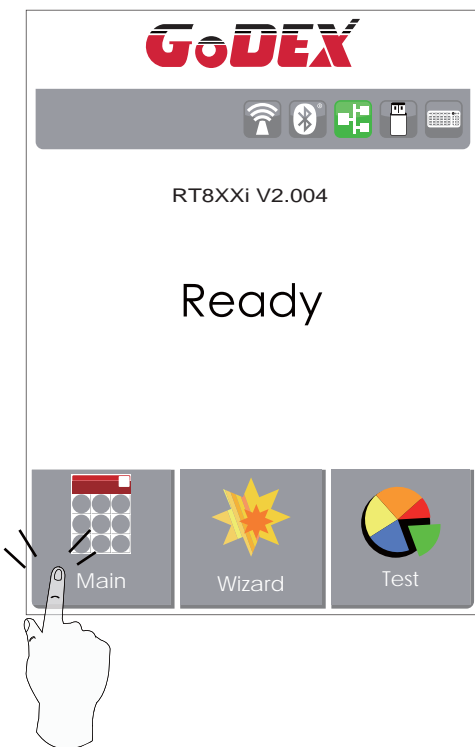 GoDEX
RT8XXi V2.004
Ready
Main
Wizard
Test